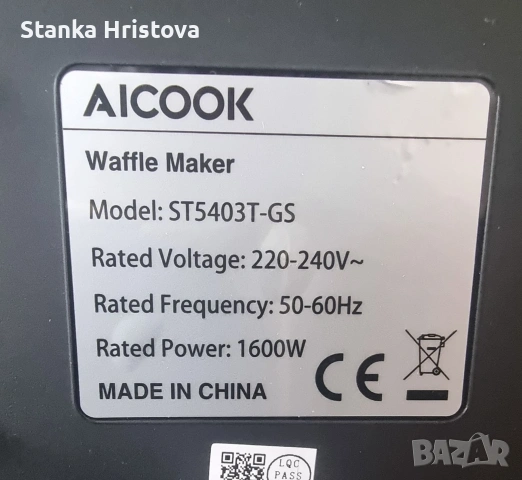 Stanka Hristova
AICOOK
Waffle Maker
Model: ST5403T-GS
Rated Voltage: 220-240V~
Rated Frequency: 50-60Hz
Rated Power: 1600W
MADE IN CHINA
CE
LQC
PASS
BAZAR